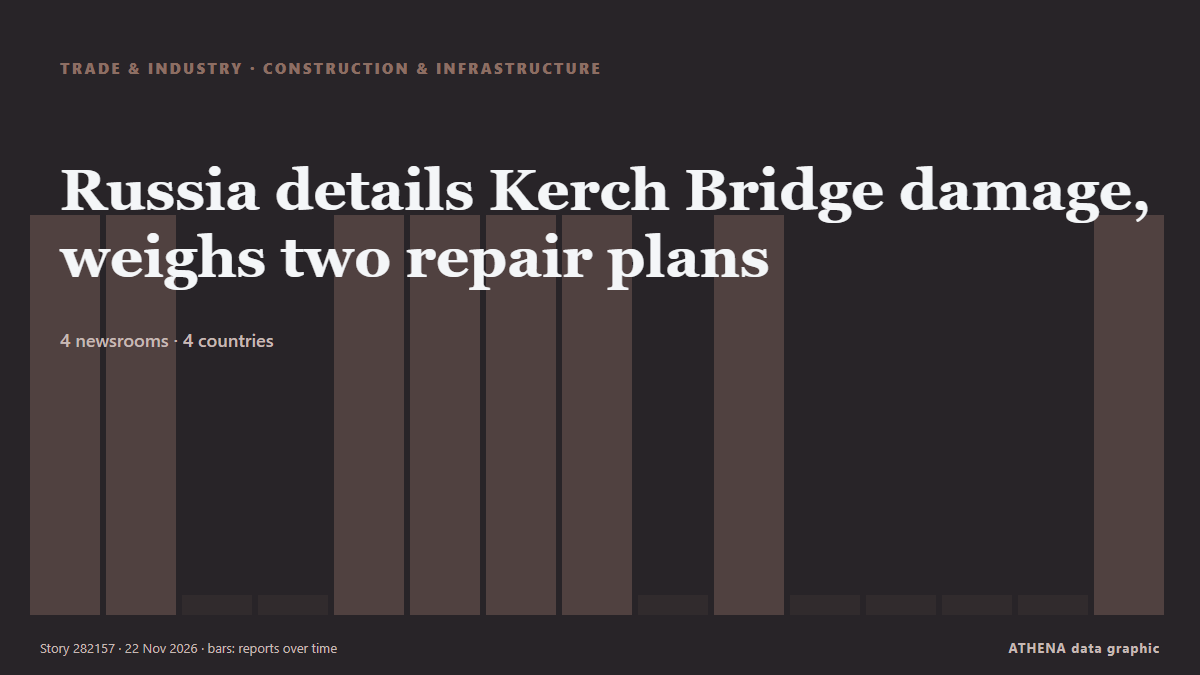 TRADE & INDUSTRY · CONSTRUCTION & INFRASTRUCTURE
Russia details Kerch Bridge damage,
weighs two repair plans
4 newsrooms · 4 countries
Story 282157 · 22 Nov 2026 · bars: reports over time
ATHENA data graphic